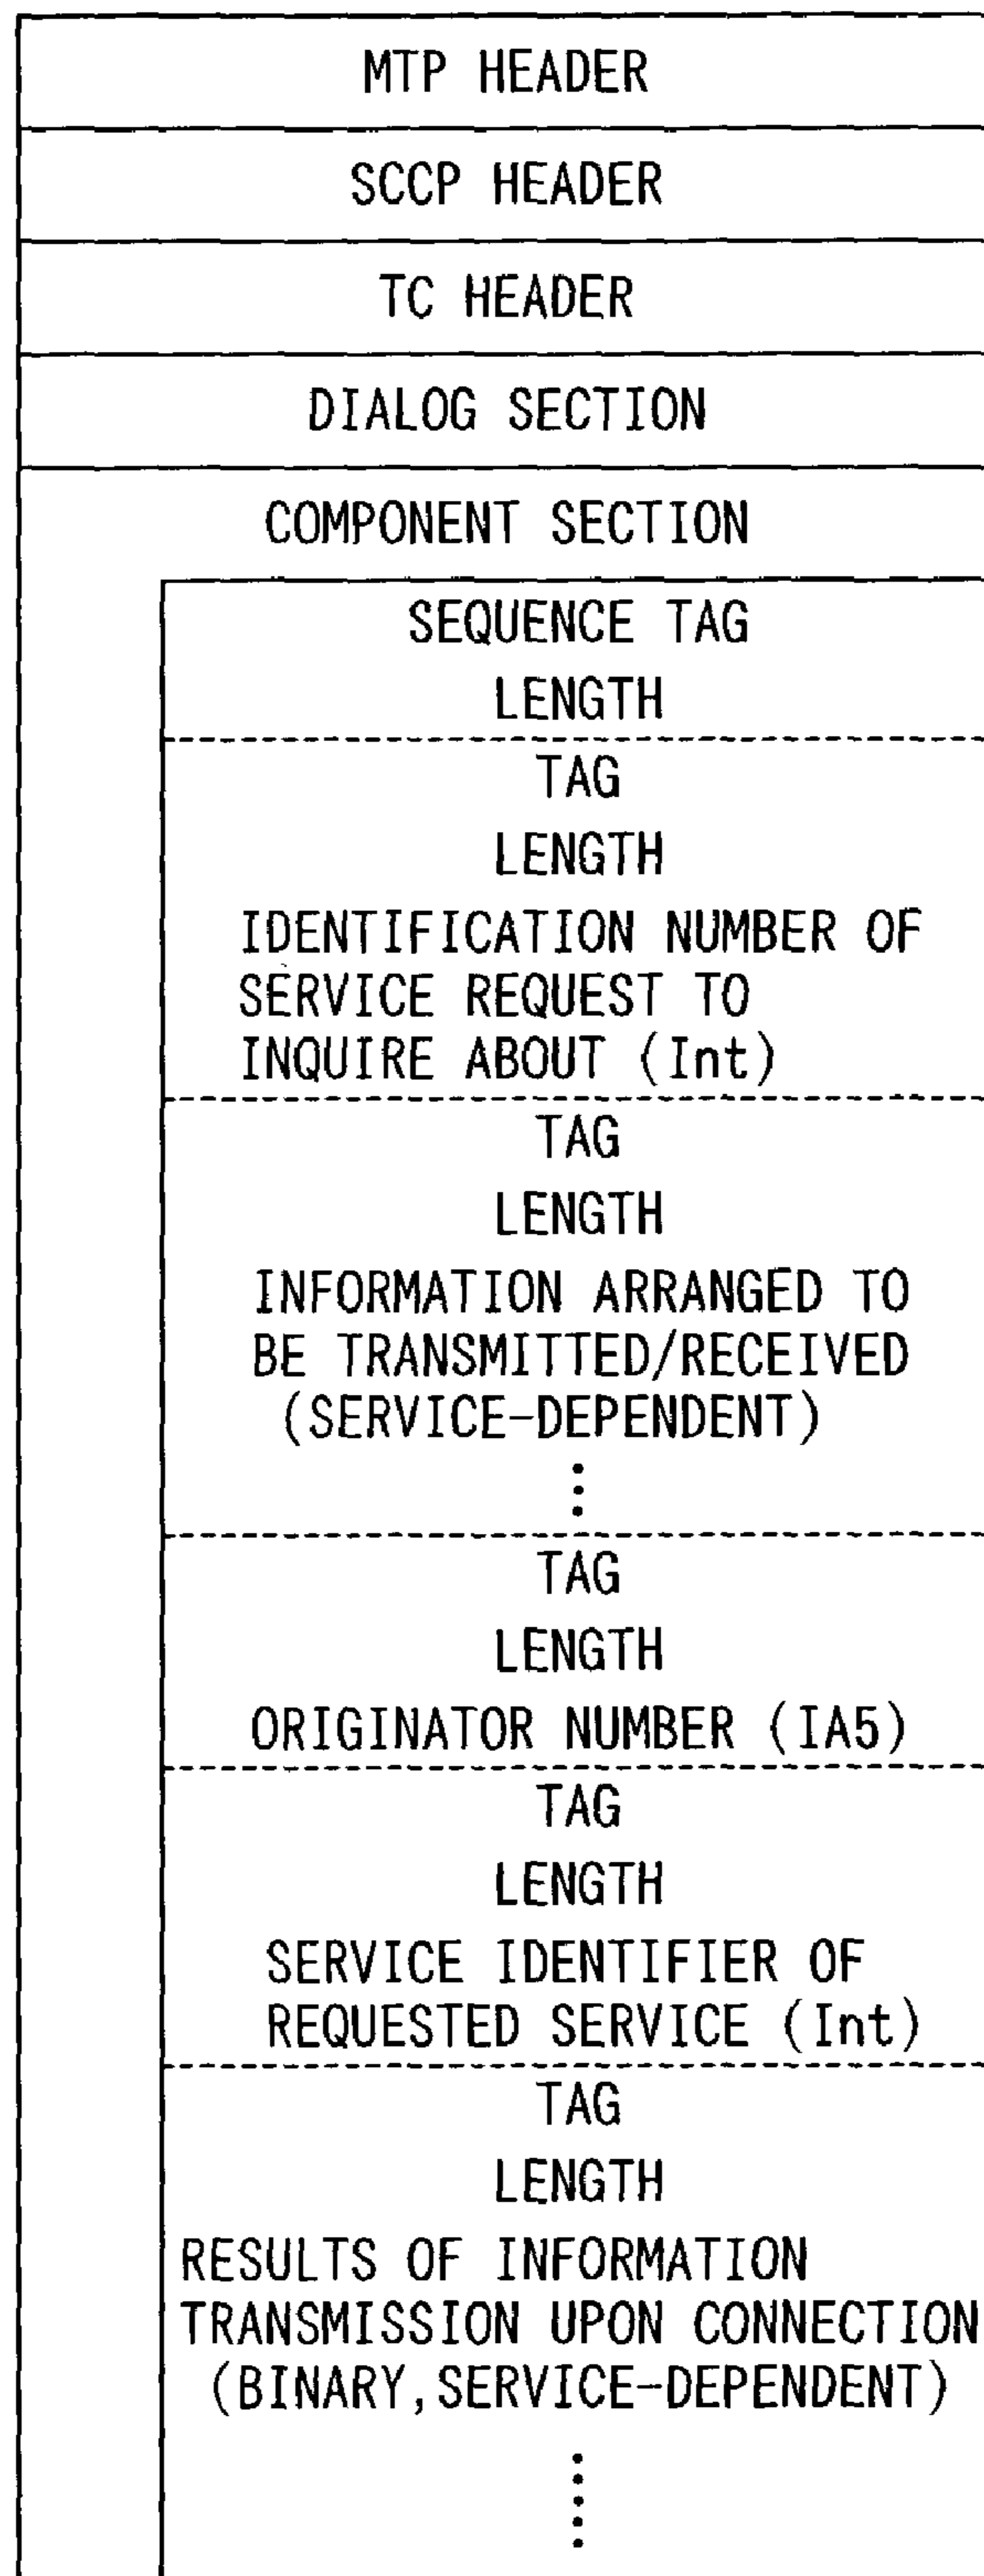 MTP HEADER
SCCP HEADER
TC HEADER
DIALOG SECTION
COMPONENT SECTION
SEQUENCE TAG
LENGTH
TAG
LENGTH
IDENTIFICATION NUMBER OF
SERVICE REQUEST TO
INQUIRE ABOUT (Int)
TAG
LENGTH
INFORMATION ARRANGED TO
BE TRANSMITTED/RECEIVED
(SERVICE-DEPENDENT)
TAG
LENGTH
ORIGINATOR NUMBER (IA5)
TAG
LENGTH
SERVICE IDENTIFIER OF
REQUESTED SERVICE (Int)
TAG
LENGTH
RESULTS OF INFORMATION
TRANSMISSION UPON CONNECTION
(BINARY,SERVICE-DEPENDENT)